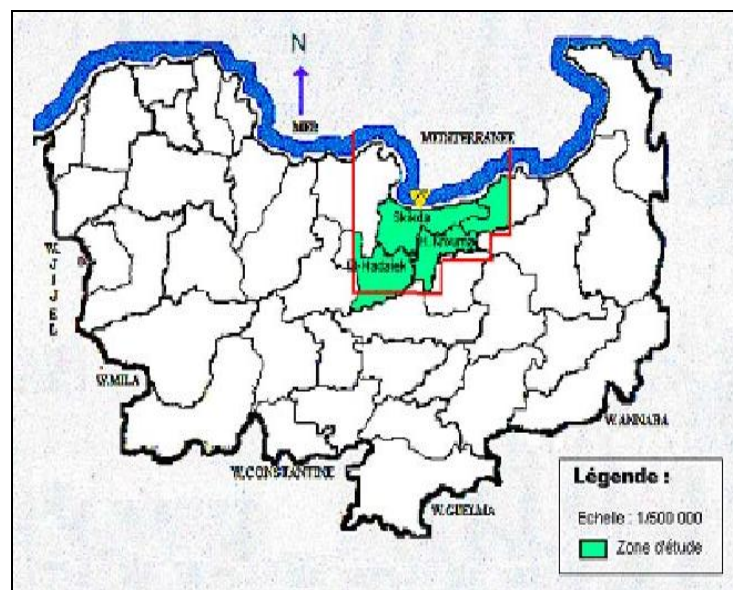 N
MER
MEDITERRANEE
Skikda
H. Krouma
El-Hadaiek
W.JIJEL
W.MILA
W.ANNABA
W.CONSTANTINE
W.GUELMA
Légende :
Echelle : 1/500 000
Zone d'étude